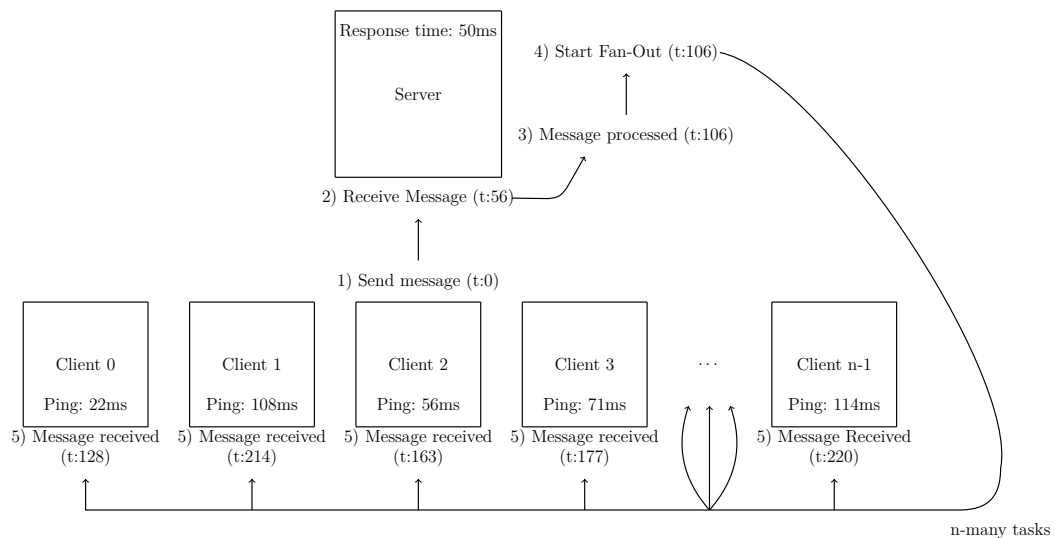 Response time: 50ms
Server
4) Start Fan-Out (t:106)
3) Message processed (t:106)
2) Receive Message (t:56)
1) Send message (t:0)
Client 0
Ping: 22ms
5) Message received
(t:128)
Client 1
Ping: 108ms
5) Message received
(t:214)
Client 2
Ping: 56ms
5) Message received
(t:163)
Client 3
Ping: 71ms
5) Message received
(t:177)
...
Client n-1
Ping: 114ms
5) Message Received
(t:220)
n-many tasks